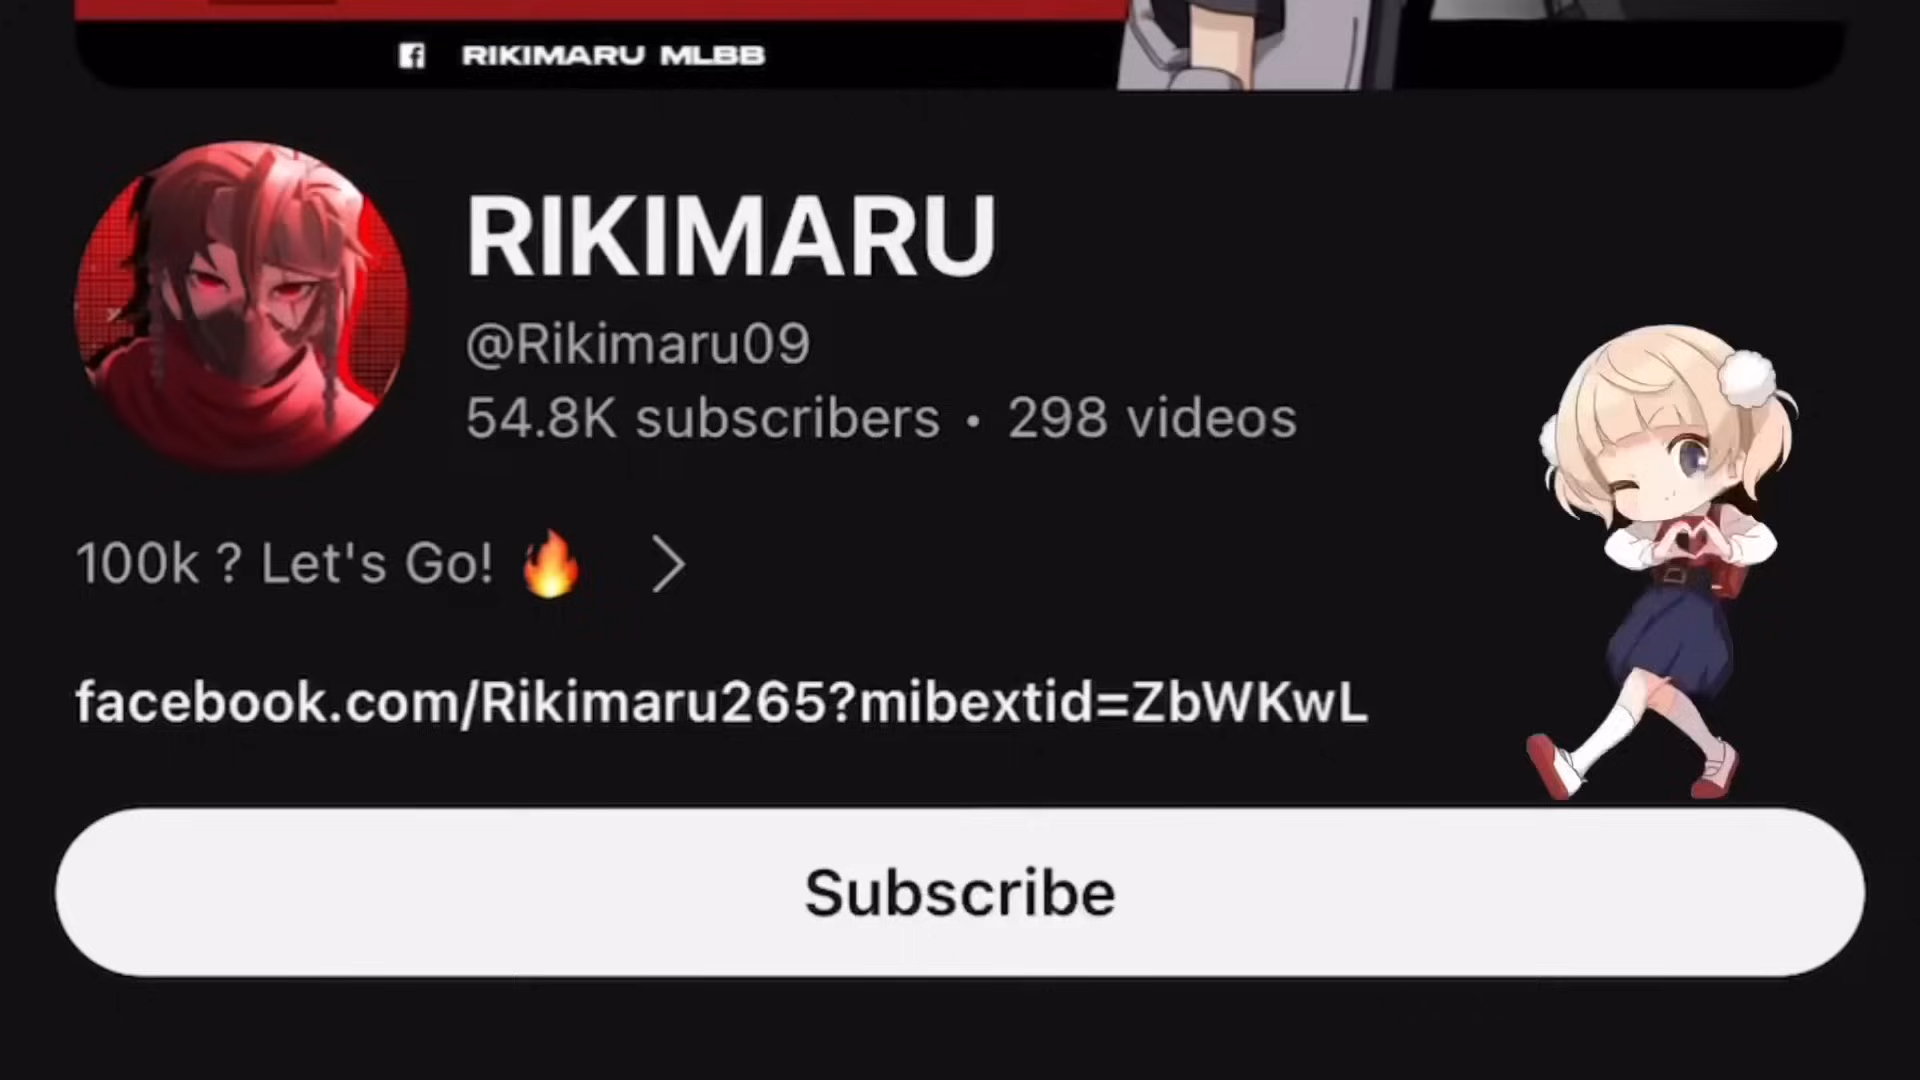 RIKIMARU MLBB
RIKIMARU
@Rikimaru09
54.8K subscribers • 298 videos
100k ? Let's Go! 🔥 >
facebook.com/Rikimaru265?mibextid=ZbWKwL
Subscribe